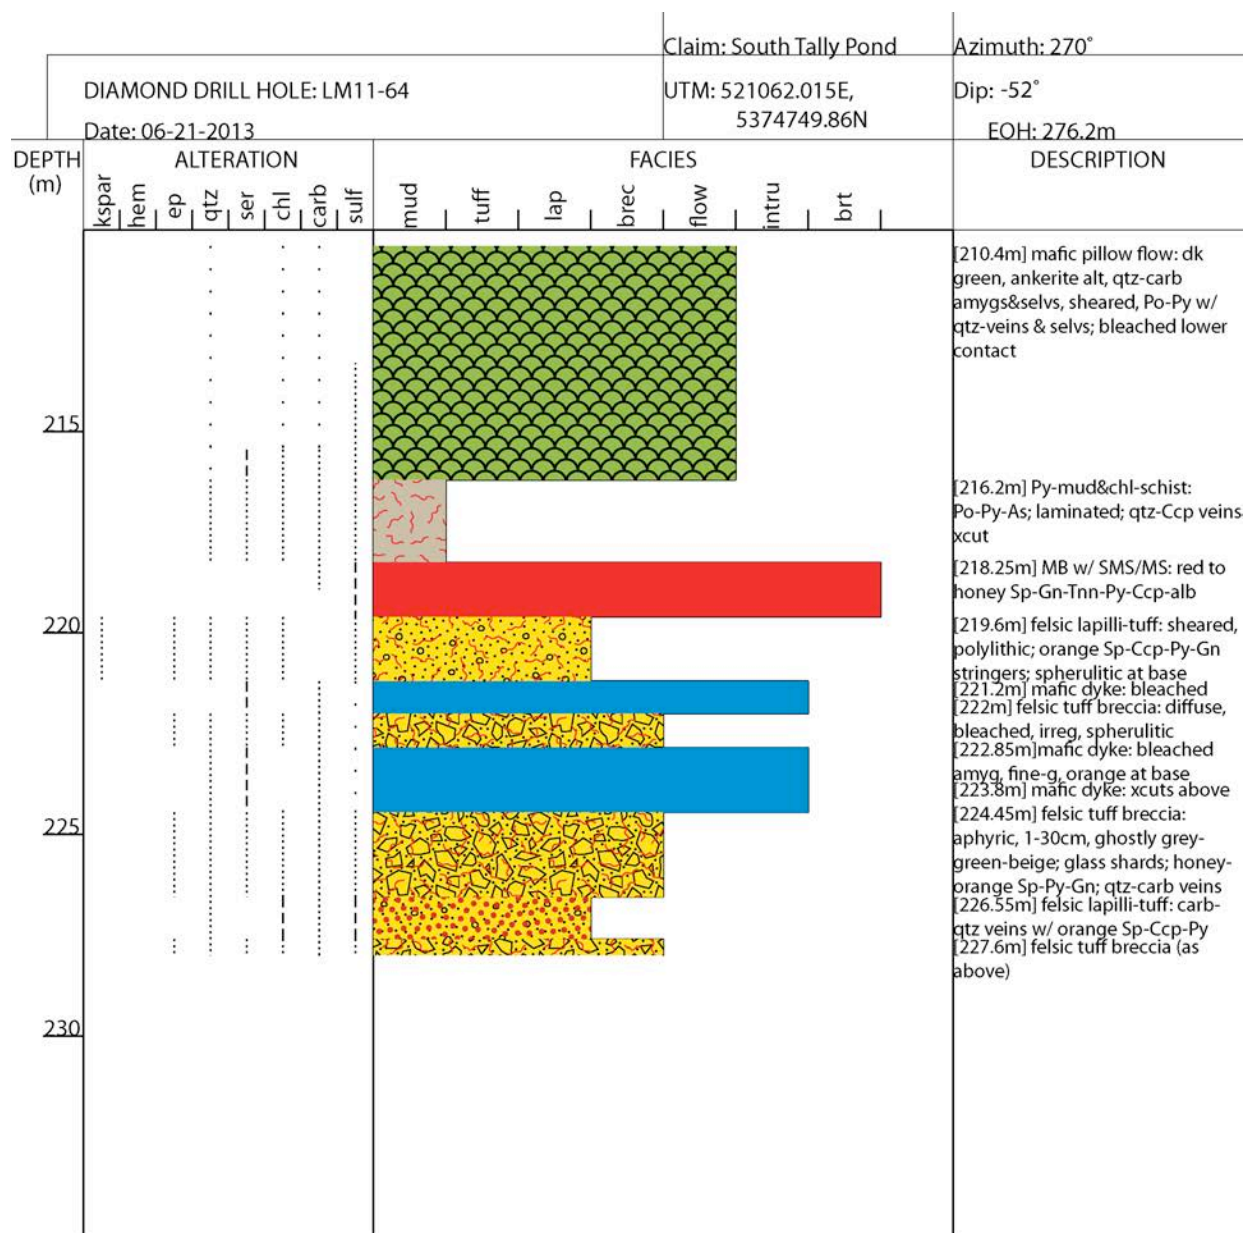 Claim: South Tally Pond
Azimuth: 270°
DIAMOND DRILL HOLE: LM11-64
UTM: 521062.015E,
5374749.86N
Dip: -52°
Date: 06-21-2013
EOH: 276.2m
DEPTH
(m)
ALTERATION
FACIES
DESCRIPTION
kspar
hem
ep
qtz
ser
chl
carb
sulf
mud
tuff
lap
brec
flow
intru
brt
[210.4m] mafic pillow flow: dk
green, ankerite alt, qtz-carb
amygs&selvs, sheared, Po-Py w/
qtz-veins & selvs; bleached lower
contact
215
[216.2m] Py-mud&chl-schist:
Po-Py-As; laminated; qtz-Ccp veins
xcut
[218.25m] MB w/ SMS/MS: red to
honey Sp-Gn-Tnn-Py-Ccp-alb
220
[219.6m] felsic lapilli-tuff: sheared,
polylithic; orange Sp-Ccp-Py-Gn
stringers; spherulitic at base
[221.2m] mafic dyke: bleached
[222m] felsic tuff breccia: diffuse,
bleached, irreg, spherulitic
[222.85m]mafic dyke: bleached
amyg, fine-g, orange at base
[223.8m] mafic dyke: xcuts above
225
[224.45m] felsic tuff breccia:
aphyric, 1-30cm, ghostly grey-
green-beige; glass shards; honey-
orange Sp-Py-Gn; qtz-carb veins
[226.55m] felsic lapilli-tuff: carb-
qtz veins w/ orange Sp-Ccp-Py
[227.6m] felsic tuff breccia (as
above)
230